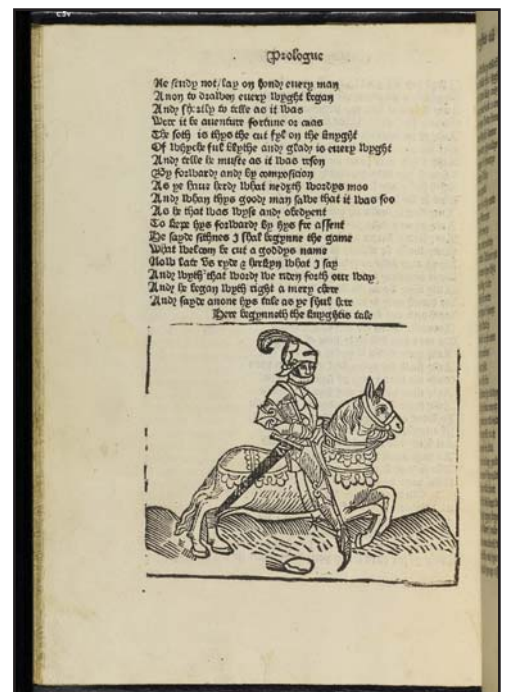 c5v
Prologue
Ne study not / lay on hond euery man
Anon to drawen euery wyght began
And shortly to telle as it was
Were it be auenture fortune or caas
The soth is thys the cut fyl on the knyght
Of whyche ful blythe and glad is euery wyght
And telle he muste as it was reson
By forward and by composicion
As ye haue herd what nedyth wordys moo
And whan thys good man sawe that it was soo
As he that was wyse and obedyent
To kepe hys forward by hys fre assent
He sayde sithnes I shal begynne the game
What welcom be cut a goddys name
Now late vs ryde & herkyn what I say
And wyth that word we riden forth our way
And he began wyth right a mery chere
And sayde anone hys tale as ye shul here
Here begynneth the knyghtis tale